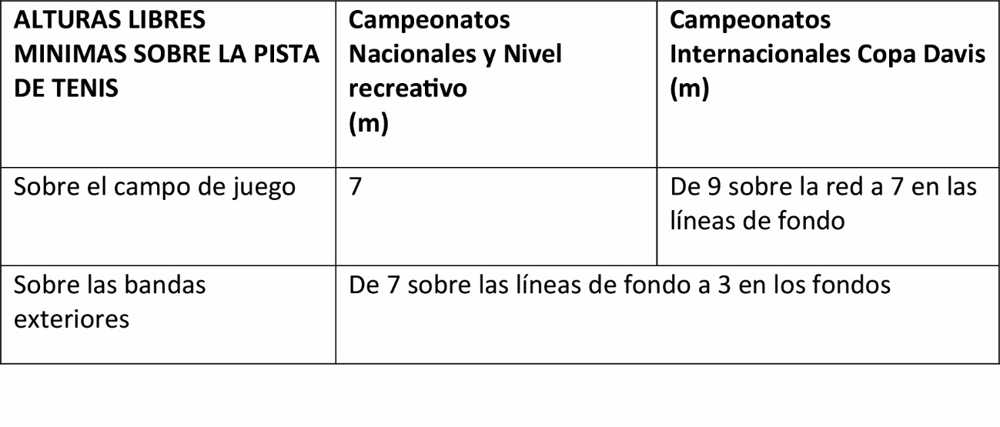 ALTURAS LIBRES
MINIMAS SOBRE LA PISTA
DE TENIS
Campeonatos
Nacionales y Nivel
recreativo
(m)
Campeonatos
Internacionales Copa Davis
(m)
Sobre el campo de juego
7
De 9 sobre la red a 7 en las
líneas de fondo
Sobre las bandas
exteriores
De 7 sobre las líneas de fondo a 3 en los fondos